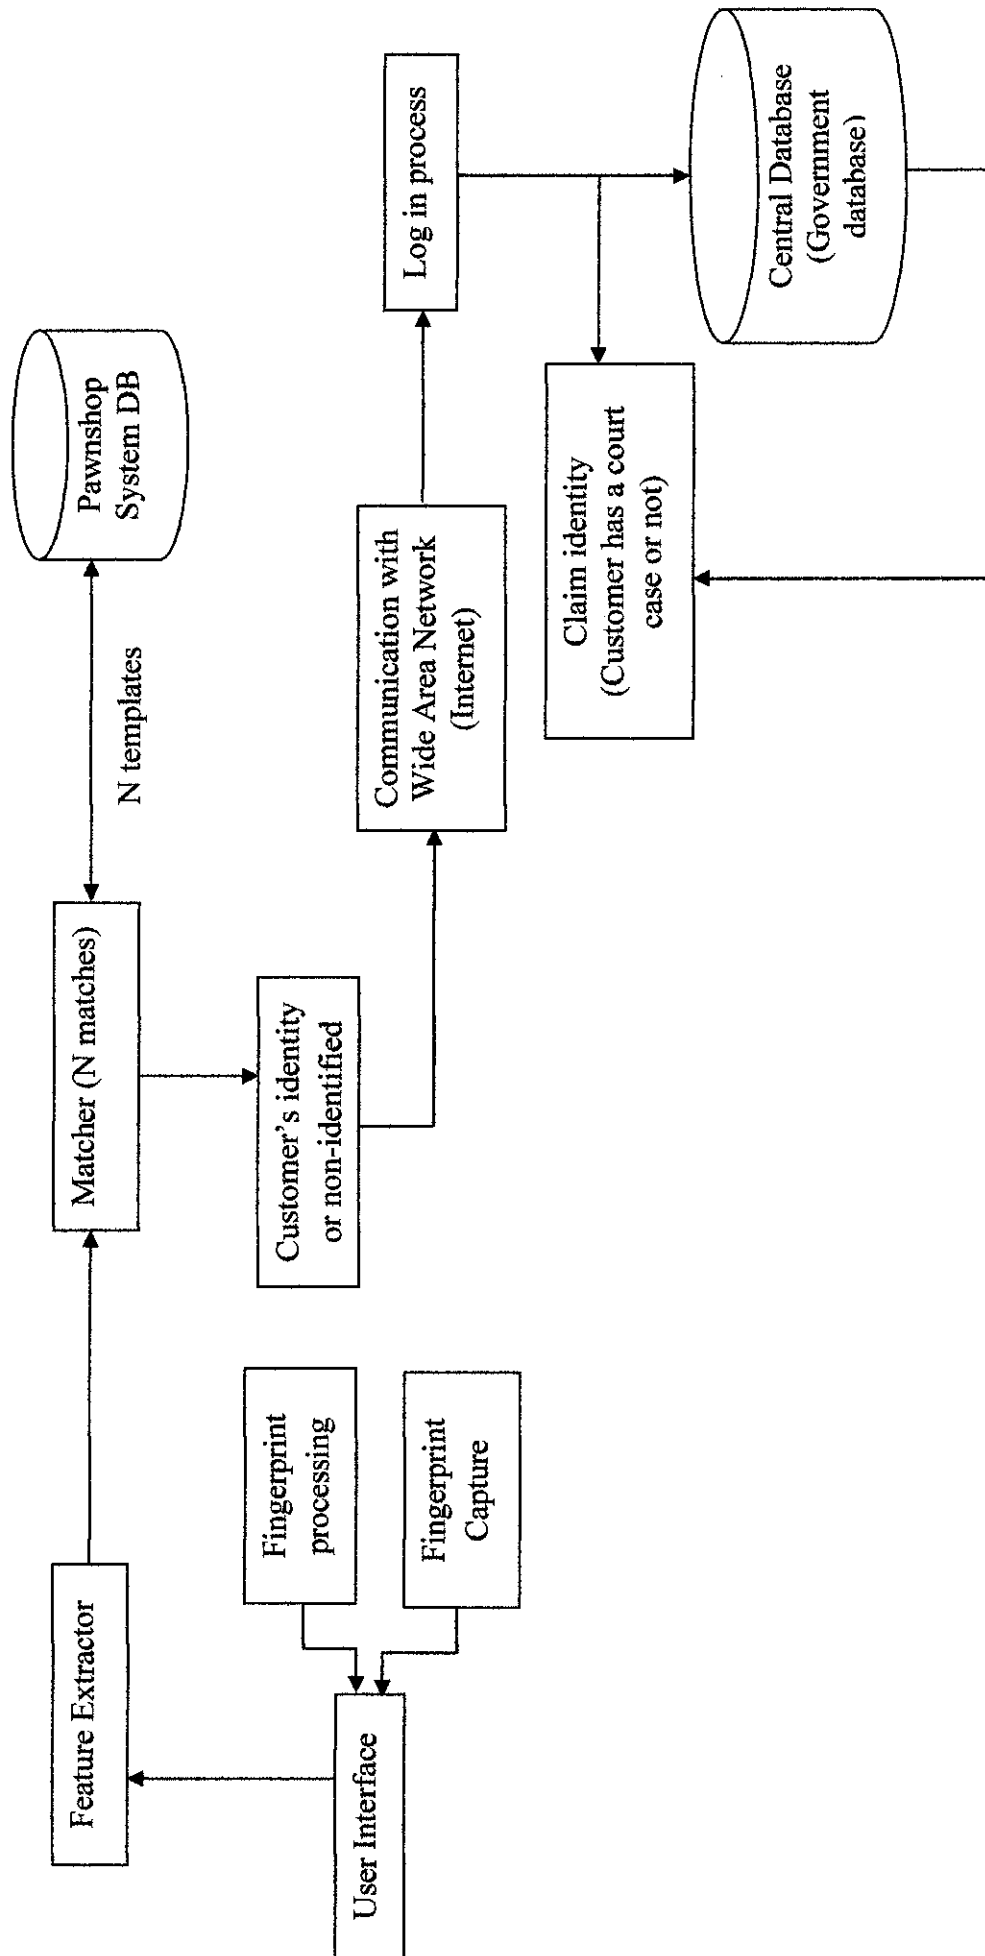 Feature Extractor
Matcher (N matches)
N templates
Pawnshop
System DB
User Interface
Fingerprint
processing
Fingerprint
Capture
Customer's identity
or non-identified
Communication with
Wide Area Network
(Internet)
Log in process
Claim identity
(Customer has a court
case or not)
Central Database
(Government
database)